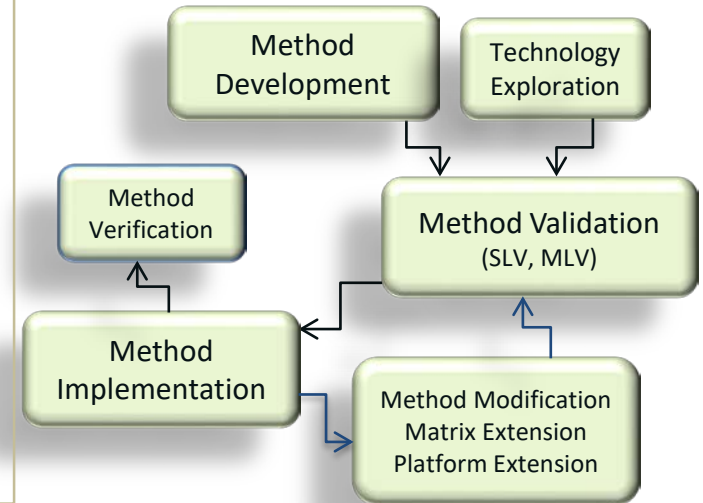 Method
Development
Technology
Exploration
Method
Verification
Method Validation
(SLV, MLV)
Method
Implementation
Method Modification
Matrix Extension
Platform Extension